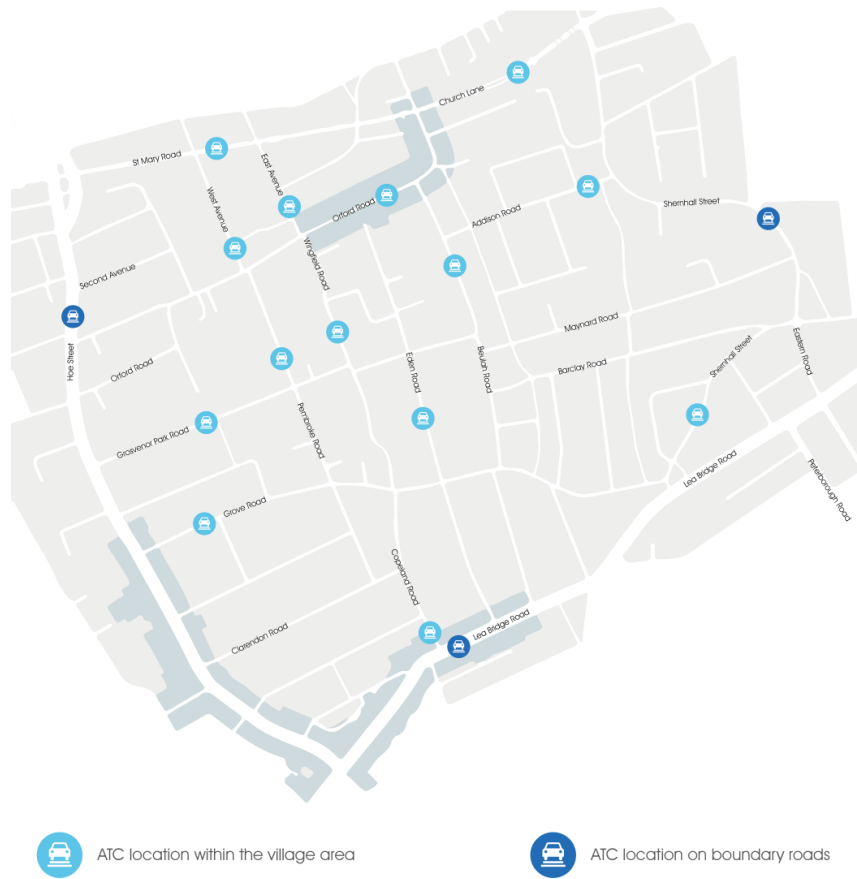 Church Lane
St Mary Road
East Avenue
West Avenue
Orford Road
Addison Road
Shernhall Street
Wingfield Road
Second Avenue
Maynard Road
Hoe Street
Orford Road
Eden Road
Beulah Road
Barclay Road
Shernhall Street
Eastern Road
Grosvenor Park Road
Pembroke Road
Lea Bridge Road
Peterborough Road
Grove Road
Copeland Road
Clarendon Road
Lea Bridge Road
ATC location within the village area
ATC location on boundary roads